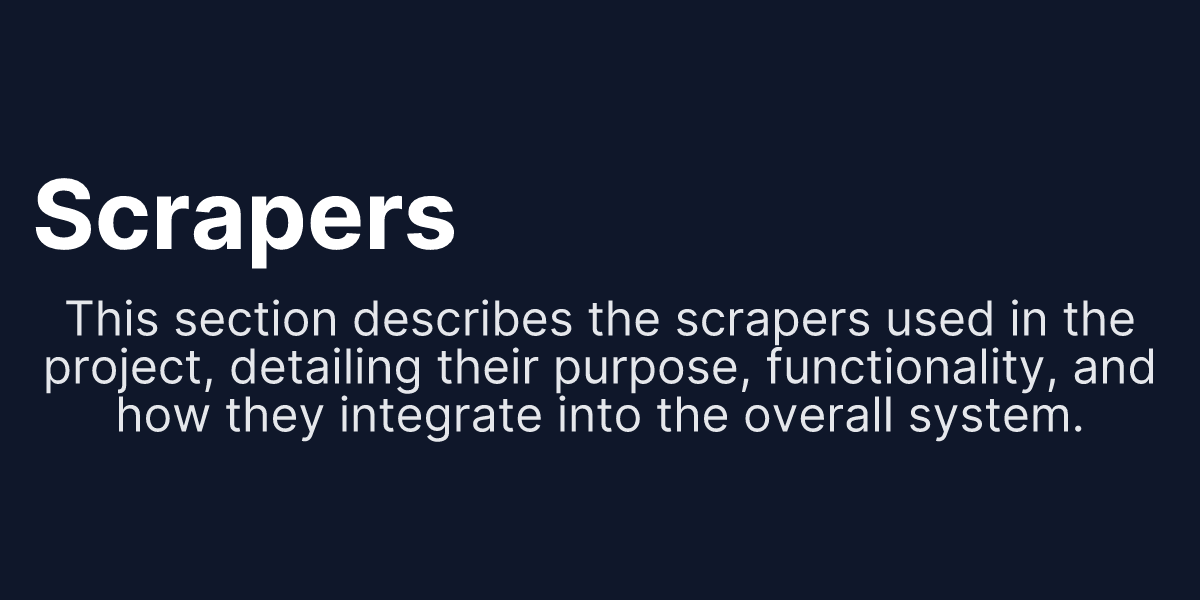 Scrapers
This section describes the scrapers used in the
project, detailing their purpose, functionality, and
how they integrate into the overall system.